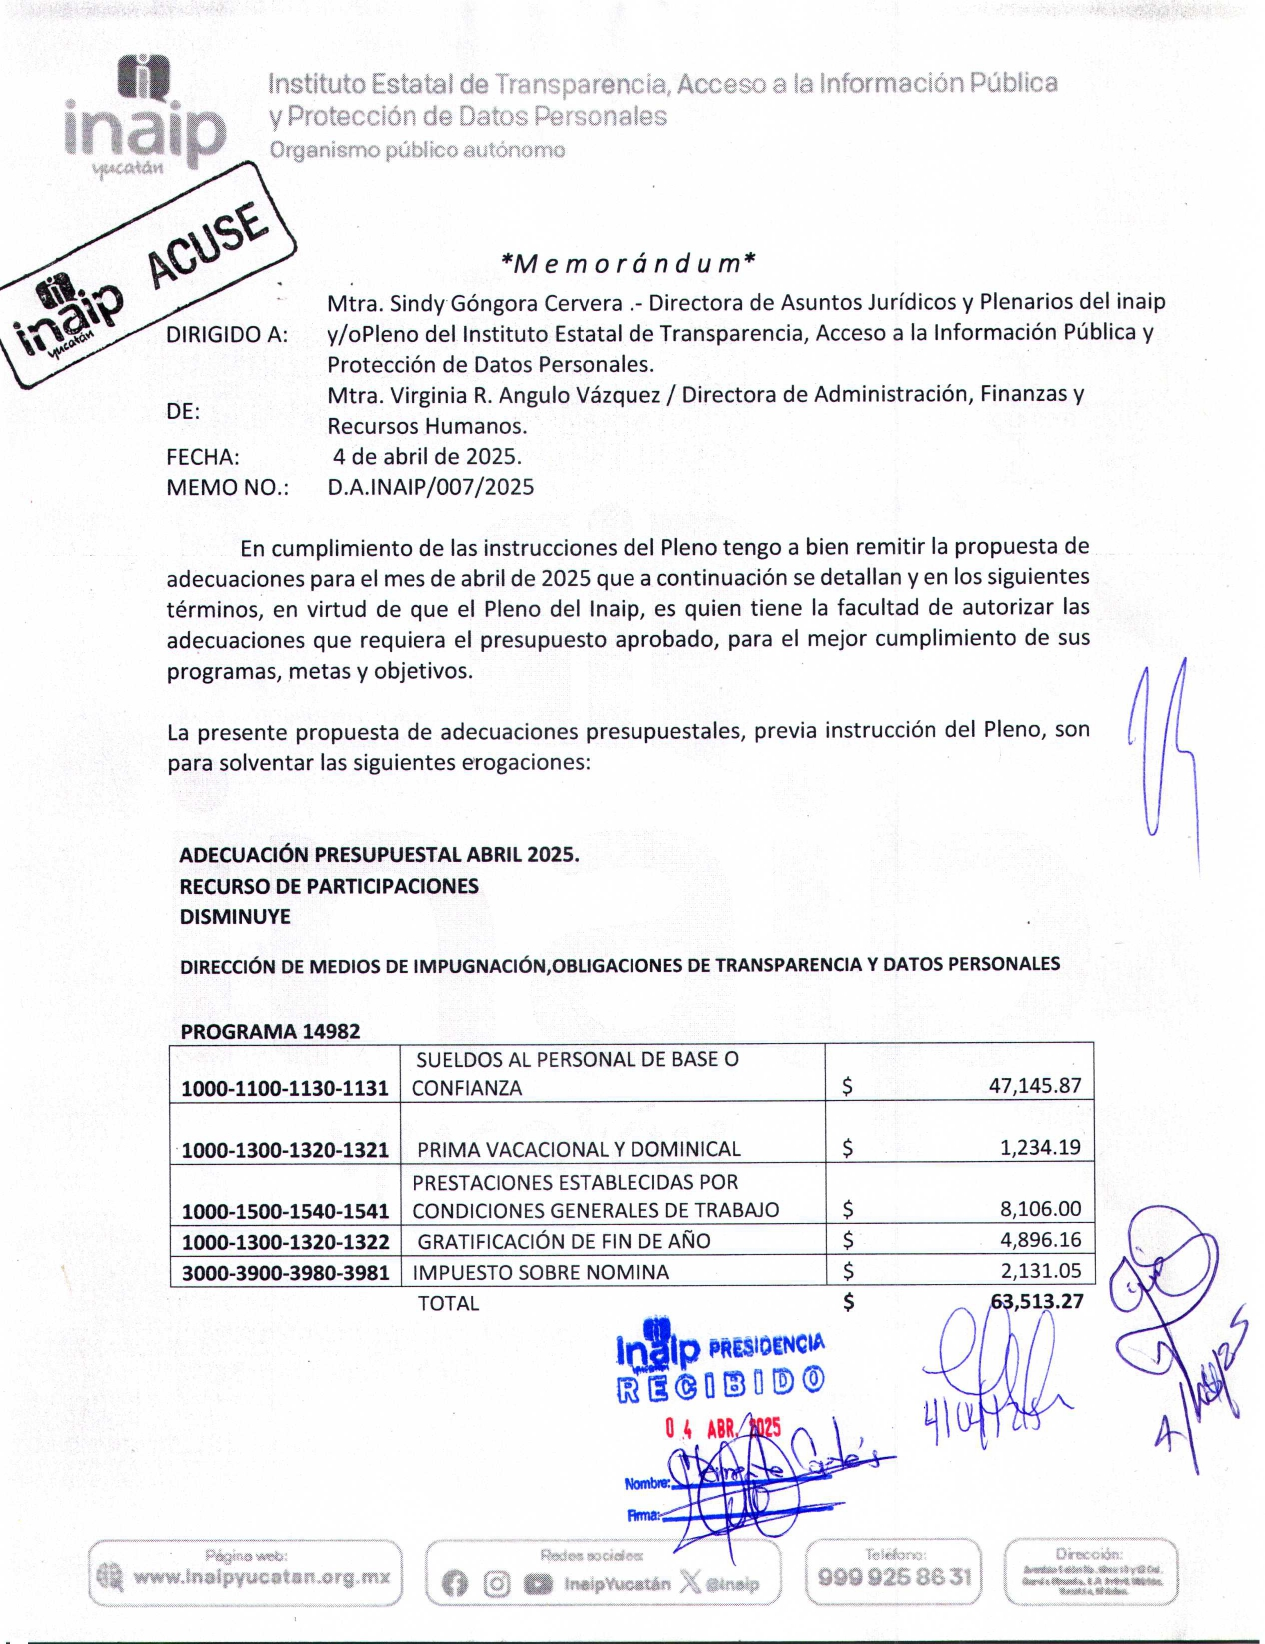 inaip
yucatán
Instituto Estatal de Transparencia, Acceso a la Información Pública
y Protección de Datos Personales
Organismo público autónomo
inaip
yucatán
ACUSE
*Memorándum*
DIRIGIDO A:
Mtra. Sindy Góngora Cervera .- Directora de Asuntos Jurídicos y Plenarios del inaip
y/oPleno del Instituto Estatal de Transparencia, Acceso a la Información Pública y
Protección de Datos Personales.
DE:
Mtra. Virginia R. Angulo Vázquez / Directora de Administración, Finanzas y
Recursos Humanos.
FECHA: 4 de abril de 2025.
MEMO NO.: D.A.INAIP/007/2025
En cumplimiento de las instrucciones del Pleno tengo a bien remitir la propuesta de
adecuaciones para el mes de abril de 2025 que a continuación se detallan y en los siguientes
términos, en virtud de que el Pleno del Inaip, es quien tiene la facultad de autorizar las
adecuaciones que requiera el presupuesto aprobado, para el mejor cumplimiento de sus
programas, metas y objetivos.
La presente propuesta de adecuaciones presupuestales, previa instrucción del Pleno, son
para solventar las siguientes erogaciones:
ADECUACIÓN PRESUPUESTAL ABRIL 2025.
RECURSO DE PARTICIPACIONES
DISMINUYE
DIRECCIÓN DE MEDIOS DE IMPUGNACIÓN,OBLIGACIONES DE TRANSPARENCIA Y DATOS PERSONALES
PROGRAMA 14982
SUELDOS AL PERSONAL DE BASE O
1000-1100-1130-1131 CONFIANZA $ 47,145.87
1000-1300-1320-1321 PRIMA VACACIONAL Y DOMINICAL $ 1,234.19
PRESTACIONES ESTABLECIDAS POR
1000-1500-1540-1541 CONDICIONES GENERALES DE TRABAJO $ 8,106.00
1000-1300-1320-1322 GRATIFICACIÓN DE FIN DE AÑO $ 4,896.16
3000-3900-3980-3981 IMPUESTO SOBRE NOMINA $ 2,131.05
TOTAL $ 63,513.27
inaip PRESIDENCIA
RECIBIDO
04 ABR. 2025
Nombre:
Firma:
4/04/25
Página web:
www.inaipyucatan.org.mx
Redes sociales:
InaipYucatán @inaip
Teléfono:
999 925 86 31
Dirección: